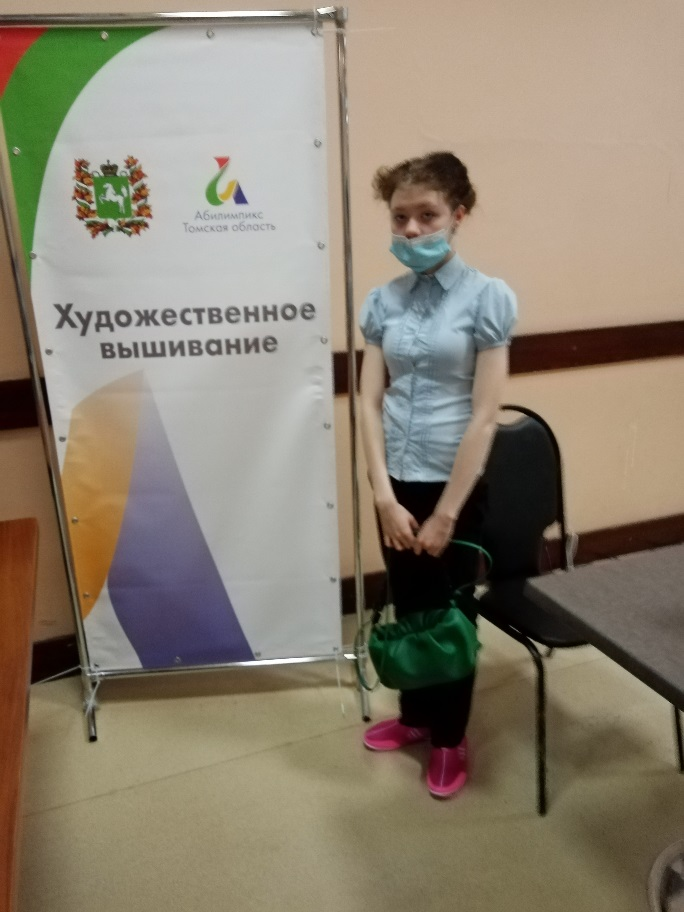 Абилимпикс
Томская область
Художественное
вышивание